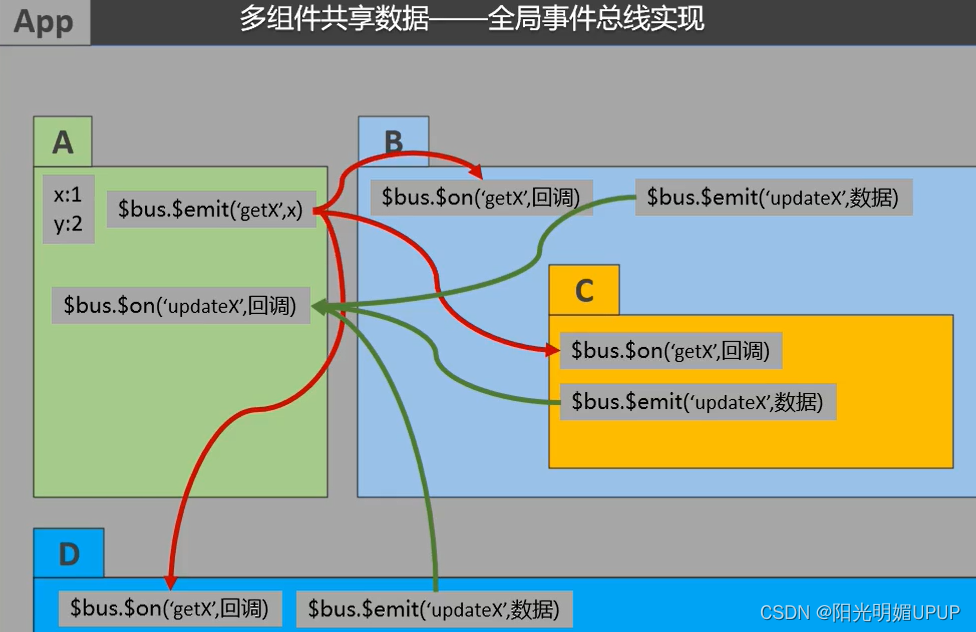 App
多组件共享数据——全局事件总线实现
A
B
x:1
y:2
$bus.$emit(‘getX’,x)
$bus.$on(‘getX’,回调)
$bus.$emit(‘updateX’,数据)
$bus.$on(‘updateX’,回调)
C
$bus.$on(‘getX’,回调)
$bus.$emit(‘updateX’,数据)
D
$bus.$on(‘getX’,回调)
$bus.$emit(‘updateX’,数据)
CSDN @阳光明媚UPUP